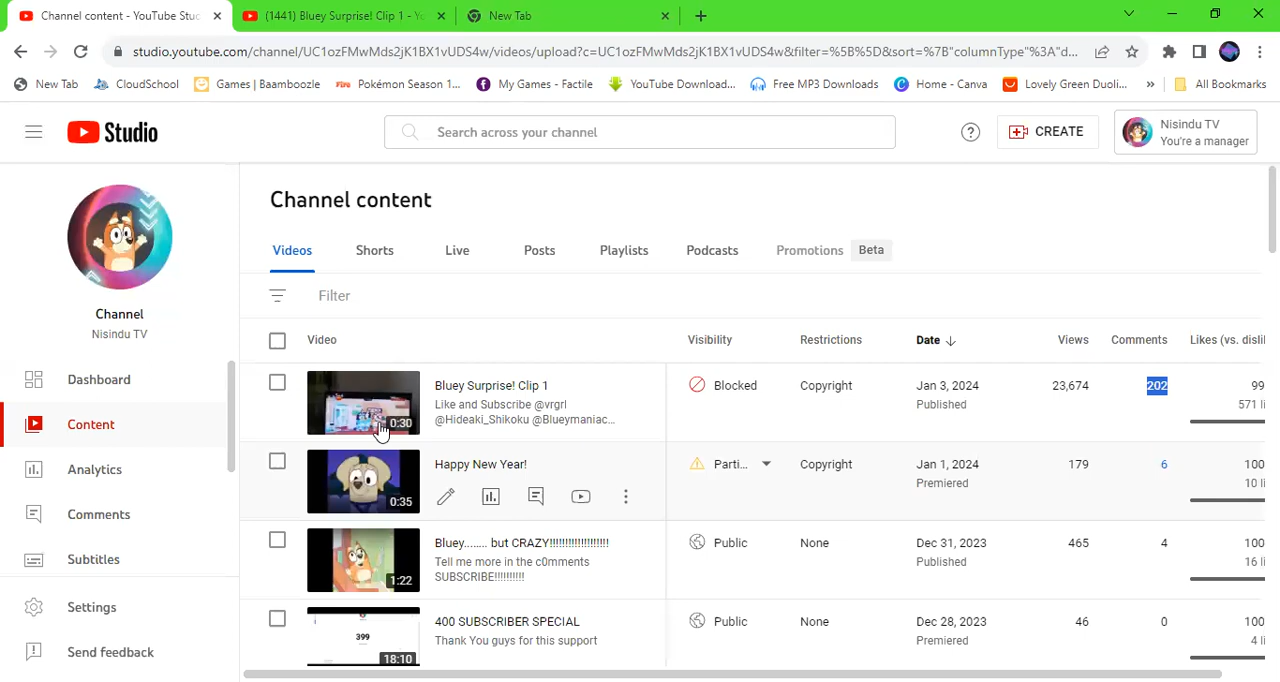 Channel content - YouTube Stu
(1441) Bluey Surprise! Clip 1 - Yo
New Tab
studio.youtube.com/channel/UC1ozFMwMds2jK1BX1vUDS4w/videos/upload?c=UC1ozFMwMds2jK1BX1vUDS4w&filter=%5B%5D&sort=%7B"columnType"%3A"d...
New Tab
CloudSchool
Games | Baamboozle
Fire Pokémon Season 1...
My Games - Factile
YouTube Download...
Free MP3 Downloads
Home - Canva
Lovely Green Duoli...
»
All Bookmarks
Studio
Search across your channel
CREATE
Nisindu TV
You're a manager
Channel
Nisindu TV
Dashboard
Content
Analytics
Comments
Subtitles
Settings
Send feedback
Channel content
Videos
Shorts
Live
Posts
Playlists
Podcasts
Promotions
Beta
Filter
Video
Visibility
Restrictions
Date
Views
Comments
Likes (vs. disli
0:30
Bluey Surprise! Clip 1
Like and Subscribe @vrgrl
@Hideaki_Shikoku @Blueymaniac...
Blocked
Copyright
Jan 3, 2024
Published
23,674
202
99
571 li
0:35
Happy New Year!
Parti...
Copyright
Jan 1, 2024
Premiered
179
6
100
10 li
1:22
Bluey........ but CRAZY!!!!!!!!!!!!!!!!!!!!
Tell me more in the c0mments
SUBSCRIBE!!!!!!!!!!
Public
None
Dec 31, 2023
Published
465
4
100
16 li
399
18:10
400 SUBSCRIBER SPECIAL
Thank You guys for this support
Public
None
Dec 28, 2023
Premiered
46
0
100
4 li